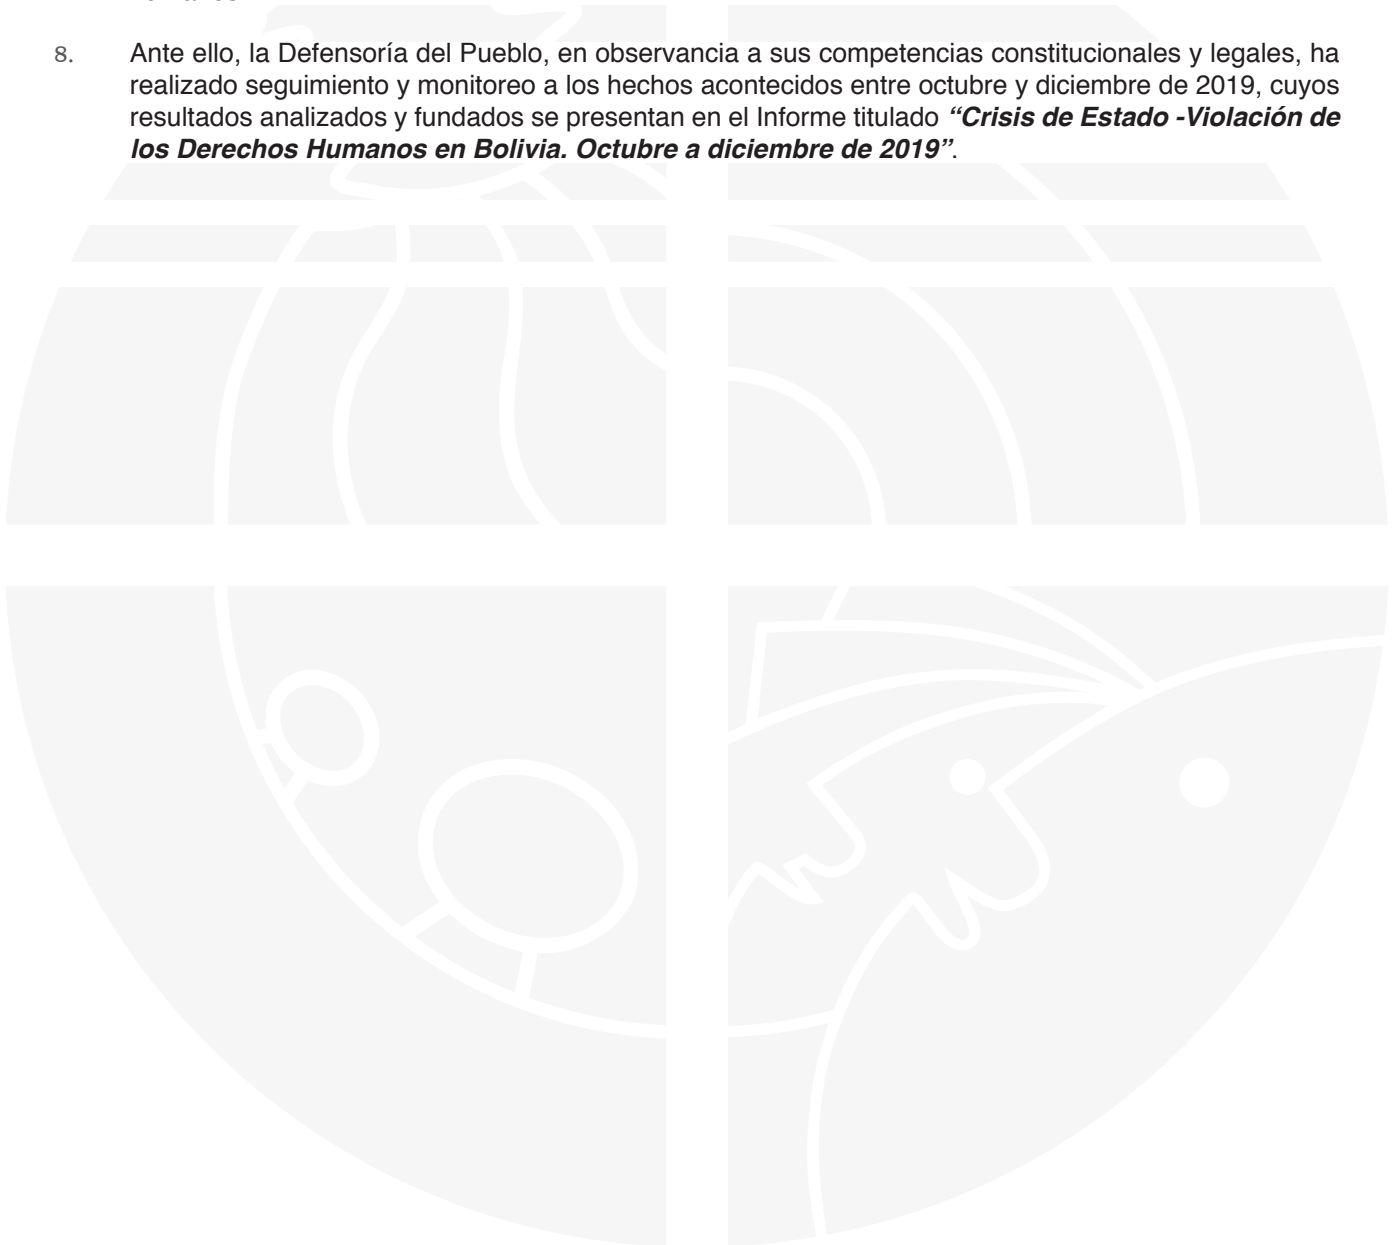 8. Ante ello, la Defensoría del Pueblo, en observancia a sus competencias constitucionales y legales, ha
realizado seguimiento y monitoreo a los hechos acontecidos entre octubre y diciembre de 2019, cuyos
resultados analizados y fundados se presentan en el Informe titulado “Crisis de Estado -Violación de
los Derechos Humanos en Bolivia. Octubre a diciembre de 2019”.